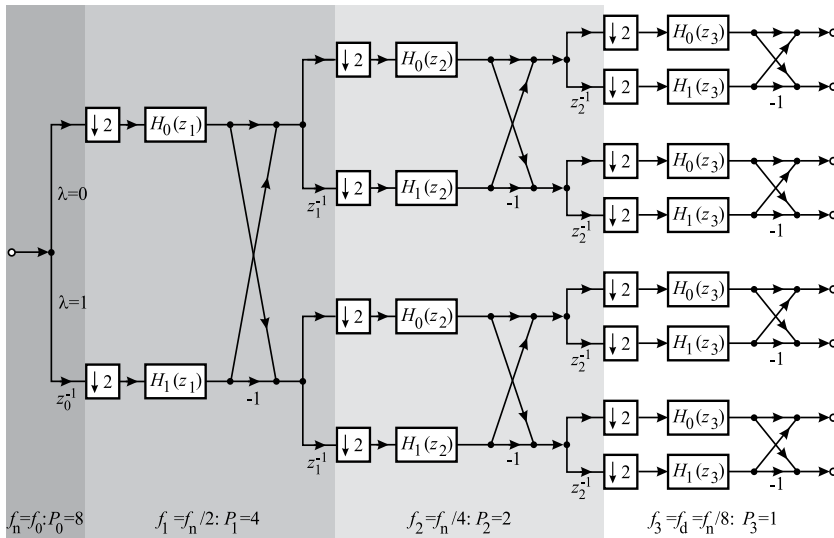 ↓ 2 H₀(z₃)
↓ 2 H₀(z₂)
z₂⁻¹ ↓ 2 H₁(z₃) -1
↓ 2 H₀(z₁)
↓ 2 H₀(z₃)
λ=0
z₁⁻¹ ↓ 2 H₁(z₂) -1
z₂⁻¹ ↓ 2 H₁(z₃) -1
λ=1
↓ 2 H₀(z₃)
↓ 2 H₀(z₂)
z₂⁻¹ ↓ 2 H₁(z₃) -1
z₀⁻¹ ↓ 2 H₁(z₁) -1
↓ 2 H₀(z₃)
z₁⁻¹ ↓ 2 H₁(z₂) -1
z₂⁻¹ ↓ 2 H₁(z₃) -1
fₙ=f₀: P₀=8 f₁=fₙ/2: P₁=4 f₂=fₙ/4: P₂=2 f₃=f_d=fₙ/8: P₃=1